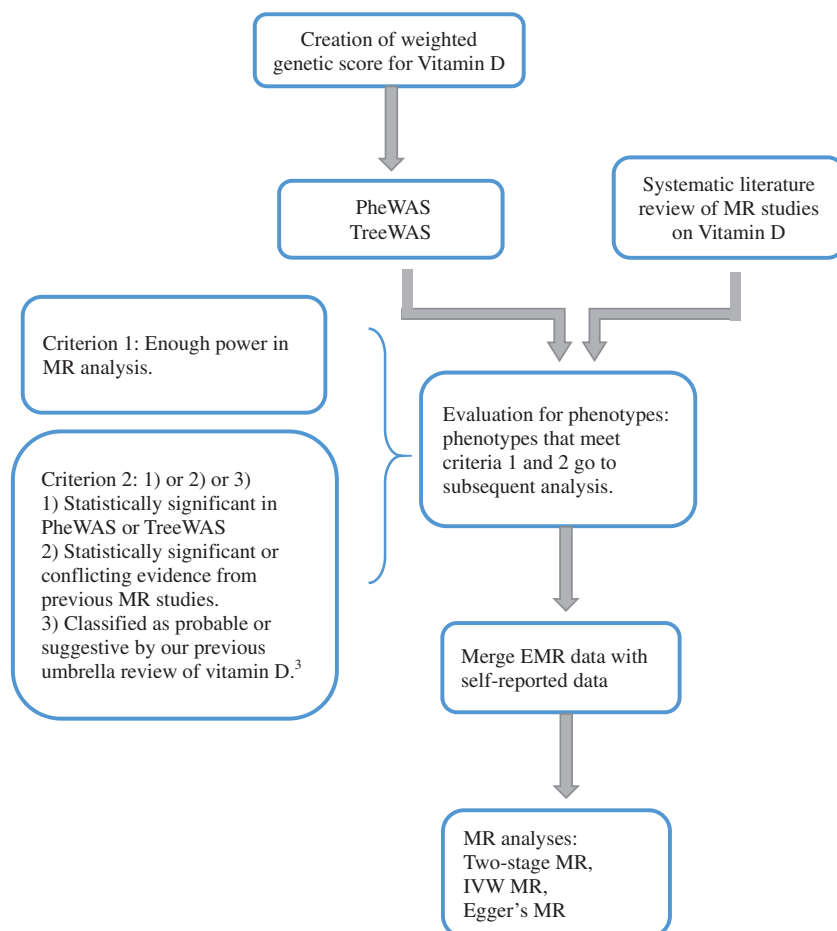 Creation of weighted
genetic score for Vitamin D
PheWAS
TreeWAS
Systematic literature
review of MR studies
on Vitamin D
Criterion 1: Enough power in
MR analysis.
Criterion 2: 1) or 2) or 3)
1) Statistically significant in
PheWAS or TreeWAS
2) Statistically significant or
conflicting evidence from
previous MR studies.
3) Classified as probable or
suggestive by our previous
umbrella review of vitamin D.³
Evaluation for phenotypes:
phenotypes that meet
criteria 1 and 2 go to
subsequent analysis.
Merge EMR data with
self-reported data
MR analyses:
Two-stage MR,
IVW MR,
Egger’s MR